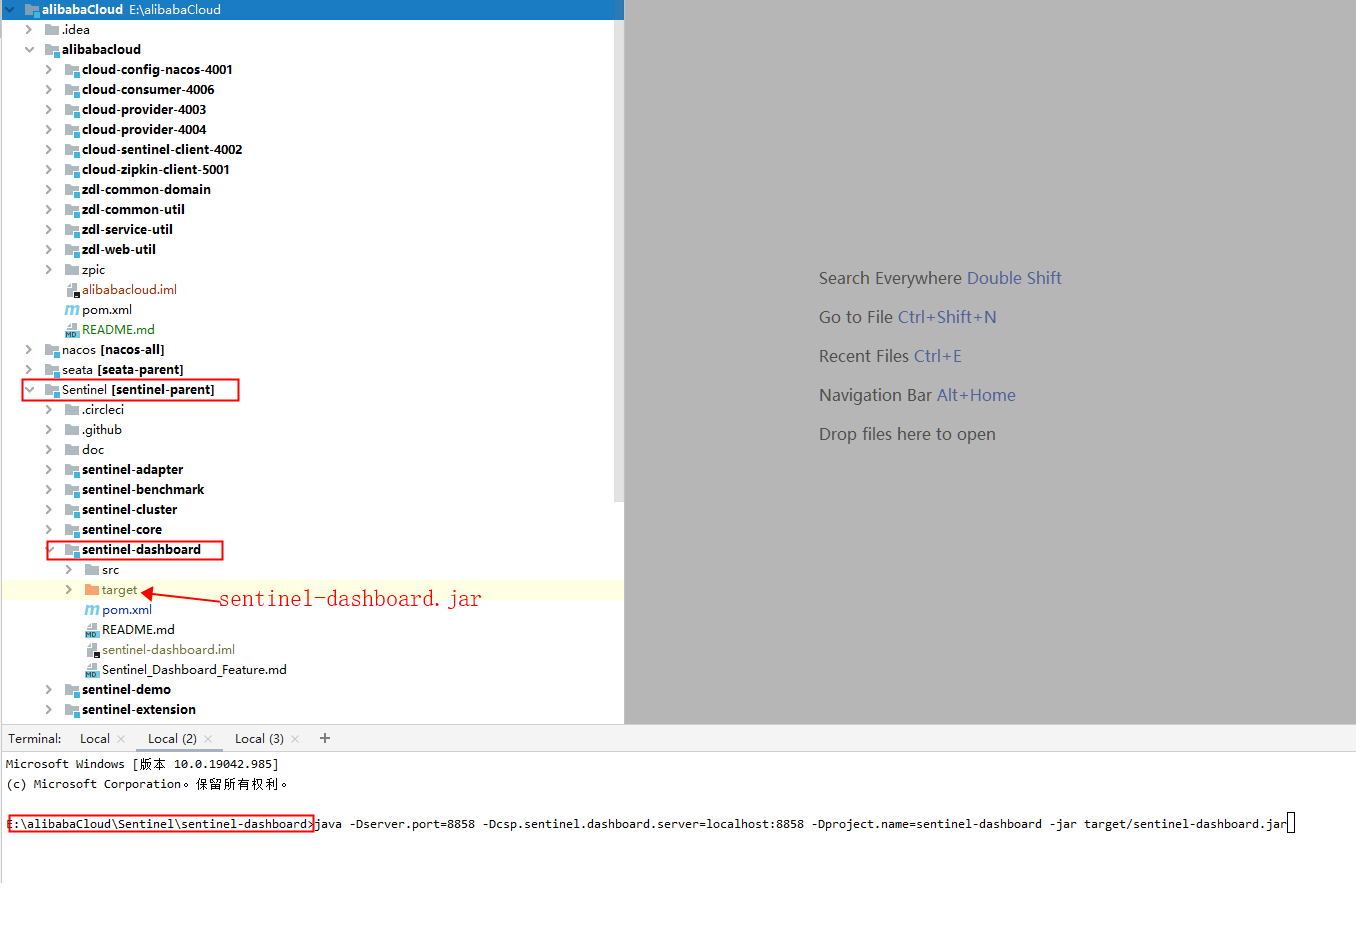 alibabaCloud E:\alibabaCloud
.idea
alibabacloud
cloud-config-nacos-4001
cloud-consumer-4006
cloud-provider-4003
cloud-provider-4004
cloud-sentinel-client-4002
cloud-zipkin-client-5001
zdl-common-domain
zdl-common-util
zdl-service-util
zdl-web-util
zpic
alibabacloud.iml
pom.xml
README.md
nacos [nacos-all]
seata [seata-parent]
Sentinel [sentinel-parent]
.circleci
.github
doc
sentinel-adapter
sentinel-benchmark
sentinel-cluster
sentinel-core
sentinel-dashboard
src
target
sentinel-dashboard.jar
pom.xml
README.md
sentinel-dashboard.iml
Sentinel_Dashboard_Feature.md
sentinel-demo
sentinel-extension
Search Everywhere Double Shift
Go to File Ctrl+Shift+N
Recent Files Ctrl+E
Navigation Bar Alt+Home
Drop files here to open
Terminal: Local Local (2) Local (3)
Microsoft Windows [版本 10.0.19042.985]
(c) Microsoft Corporation。保留所有权利。
E:\alibabaCloud\Sentinel\sentinel-dashboard>java -Dserver.port=8858 -Dcsp.sentinel.dashboard.server=localhost:8858 -Dproject.name=sentinel-dashboard -jar target/sentinel-dashboard.jar